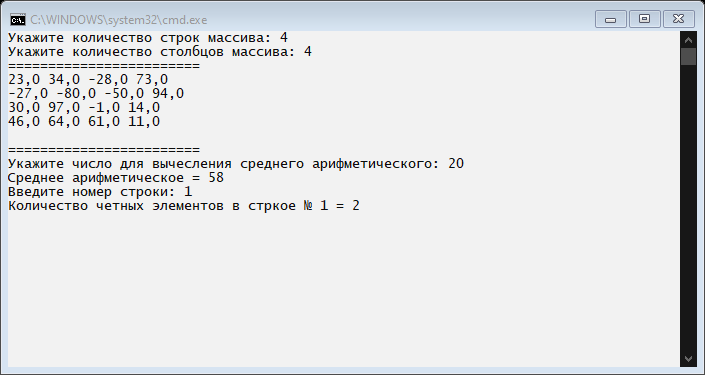 C:\WINDOWS\system32\cmd.exe
Укажите количество строк массива: 4
Укажите количество столбцов массива: 4
========================
23,0 34,0 -28,0 73,0
-27,0 -80,0 -50,0 94,0
30,0 97,0 -1,0 14,0
46,0 64,0 61,0 11,0
========================
Укажите число для вычесления среднего арифметического: 20
Среднее арифметическое = 58
Введите номер строки: 1
Количество четных элементов в стркое № 1 = 2